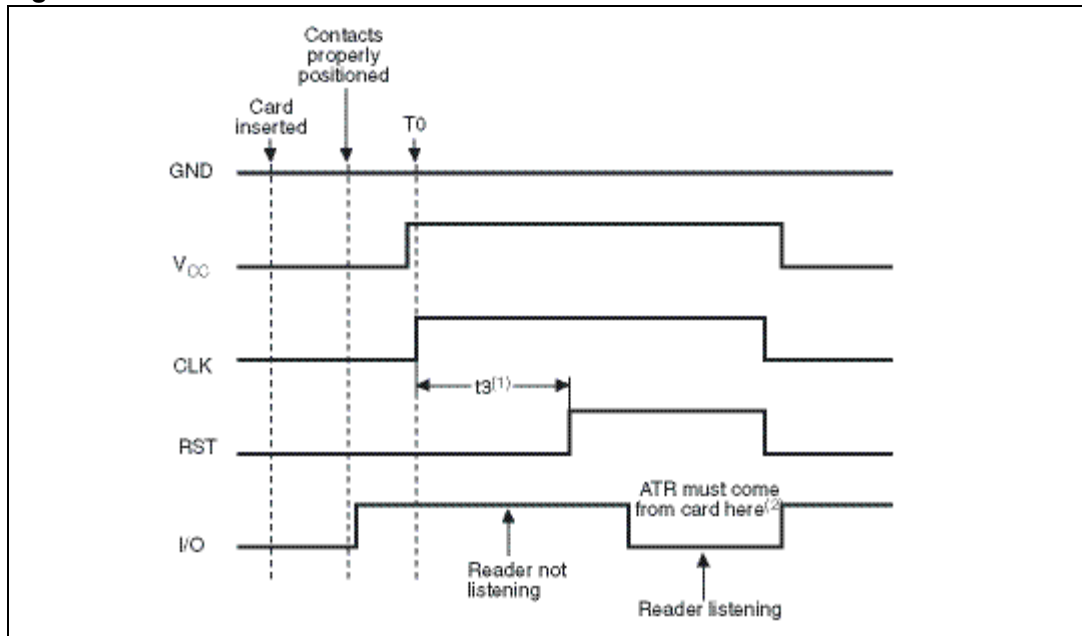 Contacts
properly
positioned
Card
inserted
T0
GND
VCC
CLK
t3(1)
RST
ATR must come
from card here(2)
I/O
Reader not
listening
Reader listening